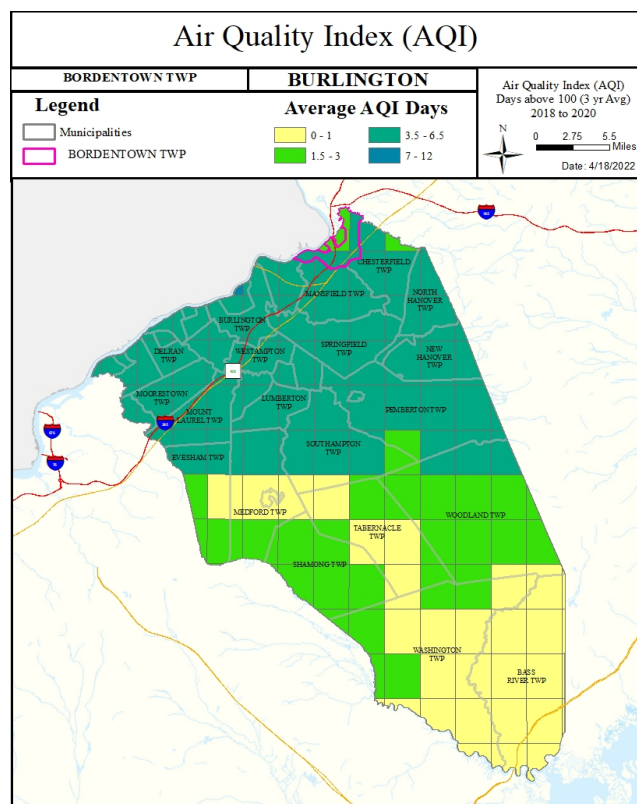 Air Quality Index (AQI)
BORDENTOWN TWP
BURLINGTON
Legend
Municipalities
BORDENTOWN TWP
Average AQI Days
0 - 1
3.5 - 6.5
1.5 - 3
7 - 12
Air Quality Index (AQI)
Days above 100 (3 yr Avg)
2018 to 2020
N
0 2.75 5.5
Miles
Date: 4/18/2022
CHESTERFIELD
TWP
MANSFIELD TWP
NORTH
HANOVER
TWP
BURLINGTON
TWP
SPRINGFIELD
TWP
DELRAN
TWP
WESTAMPTON
TWP
NEW
HANOVER
TWP
MOORESTOWN
TWP
LUMBERTON
TWP
MOUNT
LAUREL TWP
PEMBERTON TWP
SOUTHAMPTON
TWP
EVESHAM TWP
MEDFORD TWP
WOODLAND TWP
TABERNACLE
TWP
SHAMONG TWP
WASHINGTON
TWP
BASS
RIVER TWP